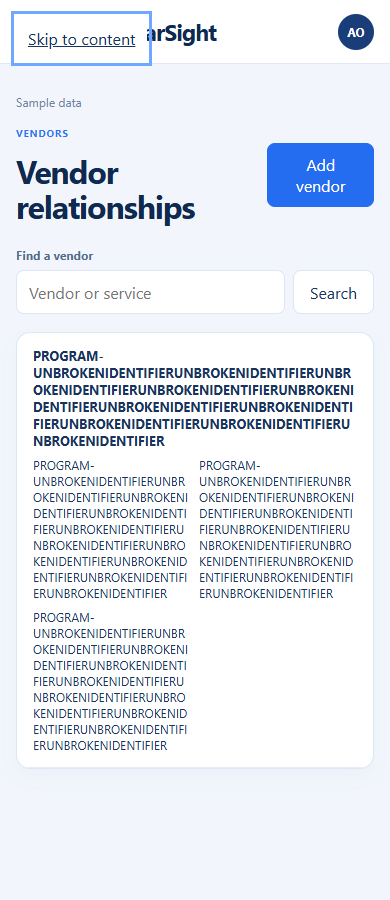 Skip to content
arSight
AO
Sample data
VENDORS
Vendor
relationships
Add
vendor
Find a vendor
Vendor or service
Search
PROGRAM-
UNBROKENIDENTIFIERUNBROKENIDENTIFIERUNBR
OKENIDENTIFIERUNBROKENIDENTIFIERUNBROKENI
DENTIFIERUNBROKENIDENTIFIERUNBROKENIDENTI
FIERUNBROKENIDENTIFIERUNBROKENIDENTIFIERU
NBROKENIDENTIFIER
PROGRAM-
UNBROKENIDENTIFIERUNBR
OKENIDENTIFIERUNBROKENI
DENTIFIERUNBROKENIDENTI
FIERUNBROKENIDENTIFIERU
NBROKENIDENTIFIERUNBRO
KENIDENTIFIERUNBROKENID
ENTIFIERUNBROKENIDENTIFI
ERUNBROKENIDENTIFIER
PROGRAM-
UNBROKENIDENTIFIERUNBR
OKENIDENTIFIERUNBROKENI
DENTIFIERUNBROKENIDENTI
FIERUNBROKENIDENTIFIERU
NBROKENIDENTIFIERUNBRO
KENIDENTIFIERUNBROKENID
ENTIFIERUNBROKENIDENTIFI
ERUNBROKENIDENTIFIER
PROGRAM-
UNBROKENIDENTIFIERUNBR
OKENIDENTIFIERUNBROKENI
DENTIFIERUNBROKENIDENTI
FIERUNBROKENIDENTIFIERU
NBROKENIDENTIFIERUNBRO
KENIDENTIFIERUNBROKENID
ENTIFIERUNBROKENIDENTIFI
ERUNBROKENIDENTIFIER